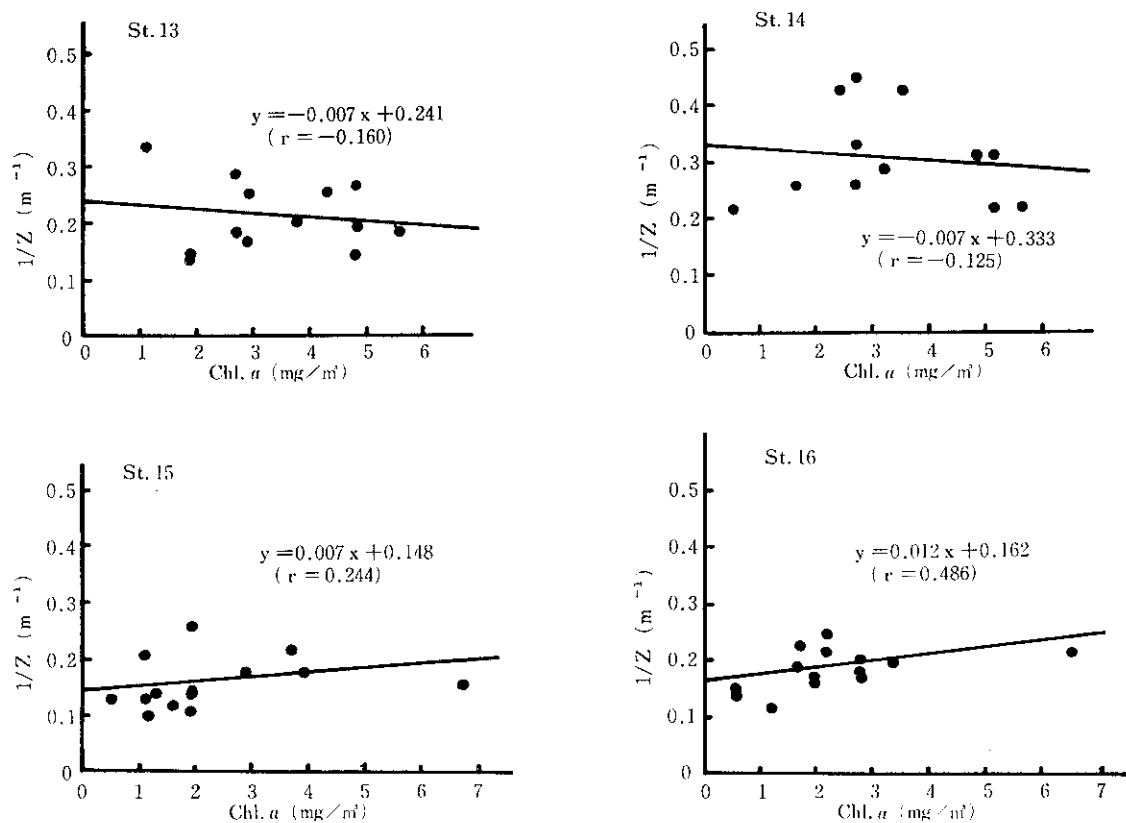 St. 13
0.5
0.4
0.3
0.2
0.1
0
1/Z (m⁻¹)
y=-0.007x+0.241
(r=-0.160)
0 1 2 3 4 5 6
Chl. a (mg/㎥)
St. 14
0.5
0.4
0.3
0.2
0.1
0
1/Z (m⁻¹)
y=-0.007x+0.333
(r=-0.125)
0 1 2 3 4 5 6
Chl. a (mg/㎥)
St. 15
0.5
0.4
0.3
0.2
0.1
0
1/Z (m⁻¹)
y=0.007x+0.148
(r=0.244)
0 1 2 3 4 5 6 7
Chl. a (mg/㎥)
St. 16
0.5
0.4
0.3
0.2
0.1
0
1/Z (m⁻¹)
y=0.012x+0.162
(r=0.486)
0 1 2 3 4 5 6 7
Chl. a (mg/㎥)